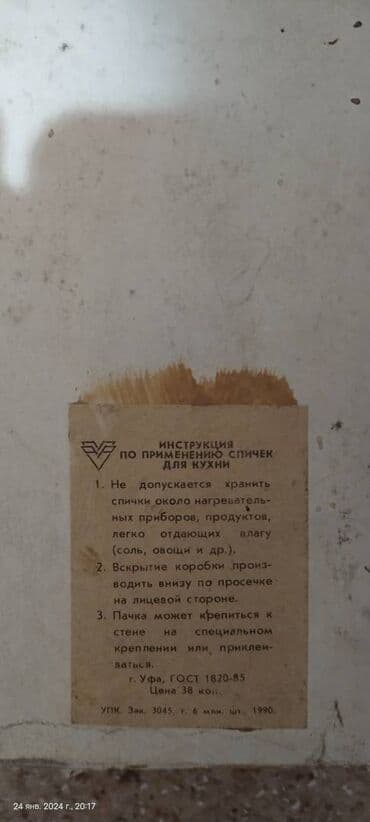 ИНСТРУКЦИЯ
ПО ПРИМЕНЕНИЮ СПИЧЕК
ДЛЯ КУХНИ
1. Не допускается хранить
спички около нагреватель-
ных приборов, продуктов,
легко отдающих влагу
(соль, овощи и др.).
2. Вскрытие коробки произ-
водить внизу по просечке
на лицевой стороне.
3. Пачка может крепиться к
стене на специальном
креплении или приклеи-
ваться.
г. Уфа, ГОСТ 1820-85
Цена 38 коп.
УПК. Зак. 3045. т. 6 млн. шт. 1990.
24 янв. 2024 г., 20:17